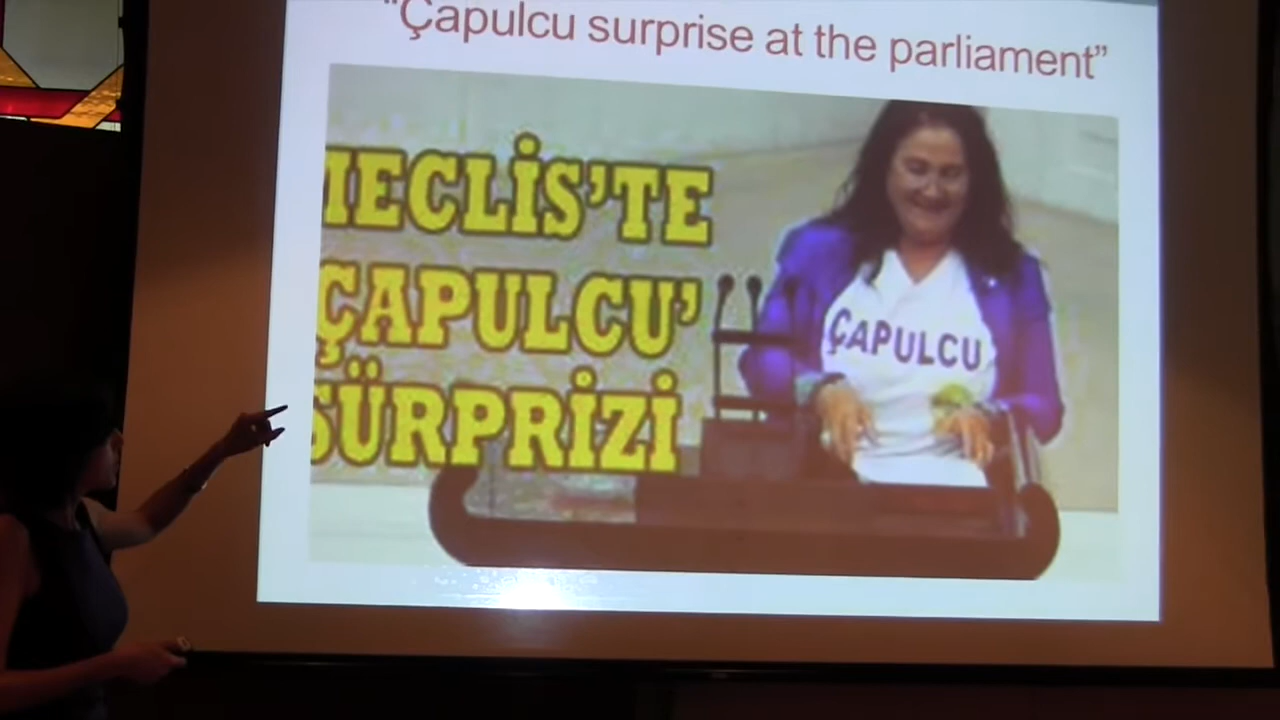 "Çapulcu surprise at the parliament"
MECLİS'TE
ÇAPULCU'
SÜRPRİZİ
ÇAPULCU